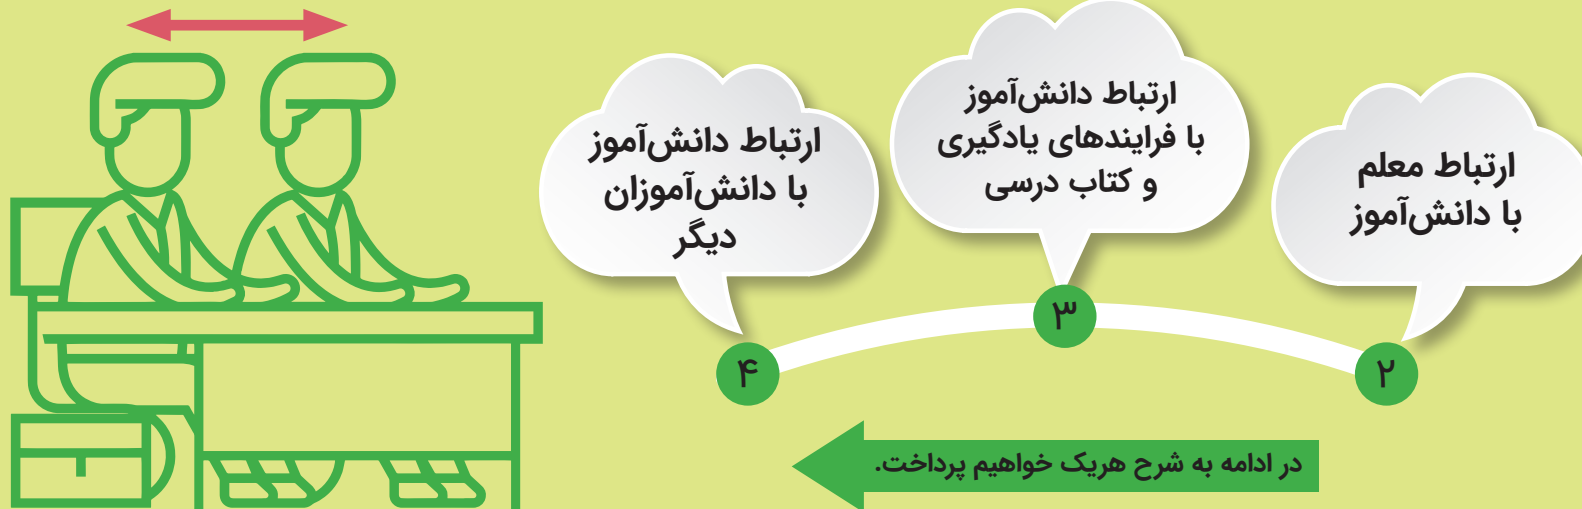 ارتباط معلم
با دانش‌آموز
۲
ارتباط دانش‌آموز
با فرایندهای یادگیری
و کتاب درسی
۳
ارتباط دانش‌آموز
با دانش‌آموزان
دیگر
۴
در ادامه به شرح هریک خواهیم پرداخت.